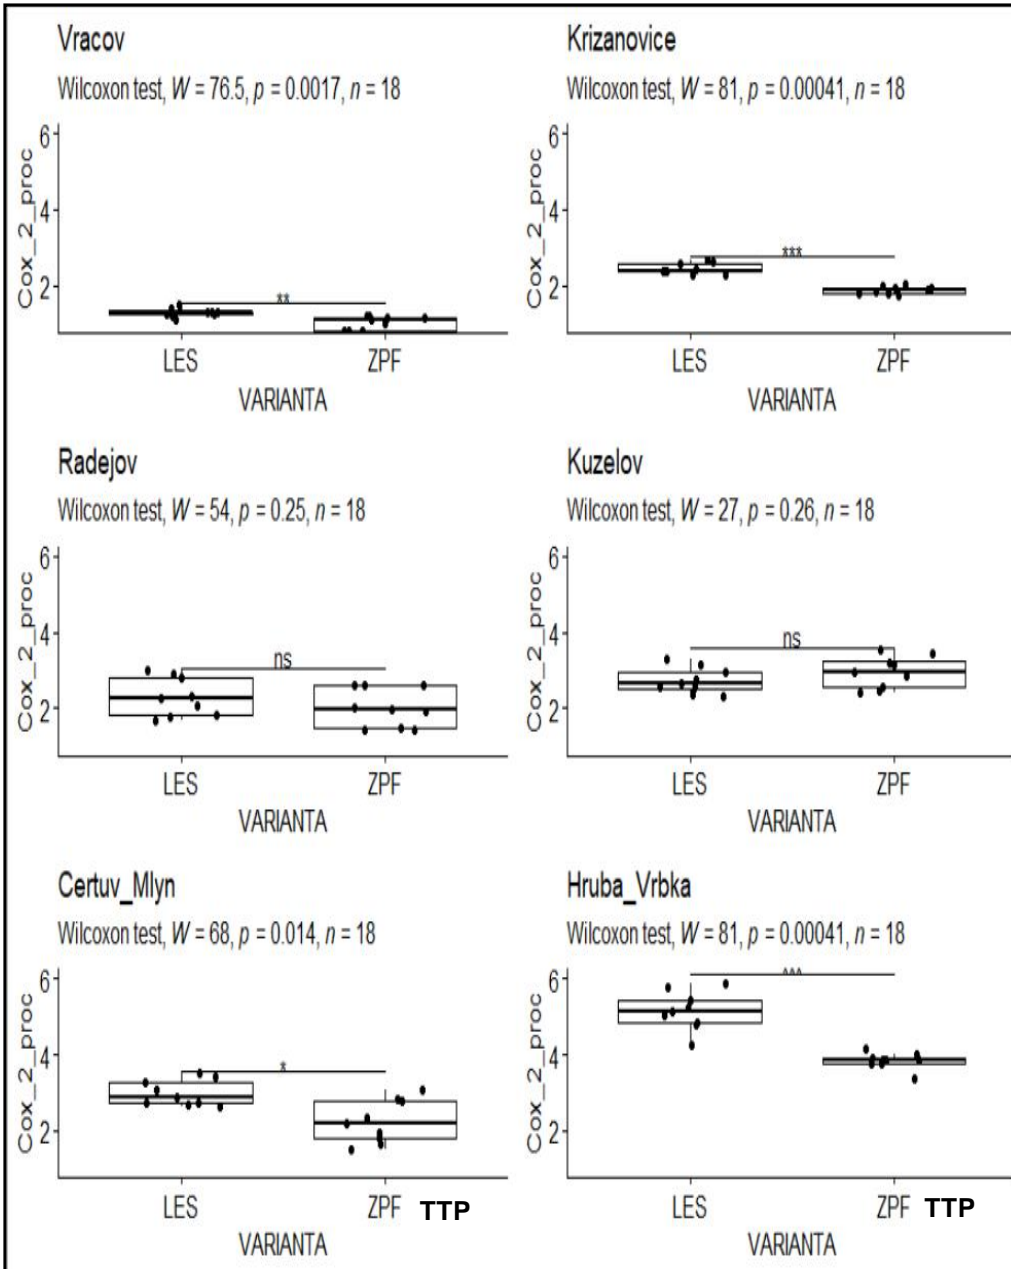 Vracov
Wilcoxon test, W = 76.5, p = 0.0017, n = 18
6
4
2
Cox_2_proc
**
LES ZPF
VARIANTA
Krizanovice
Wilcoxon test, W = 81, p = 0.00041, n = 18
6
4
2
Cox_2_proc
***
LES ZPF
VARIANTA
Radejov
Wilcoxon test, W = 54, p = 0.25, n = 18
6
4
2
Cox_2_proc
ns
LES ZPF
VARIANTA
Kuzelov
Wilcoxon test, W = 27, p = 0.26, n = 18
6
4
2
Cox_2_proc
ns
LES ZPF
VARIANTA
Certuv_Mlyn
Wilcoxon test, W = 68, p = 0.014, n = 18
6
4
2
Cox_2_proc
*
LES ZPF TTP
VARIANTA
Hruba_Vrbka
Wilcoxon test, W = 81, p = 0.00041, n = 18
6
4
2
Cox_2_proc
***
LES ZPF TTP
VARIANTA